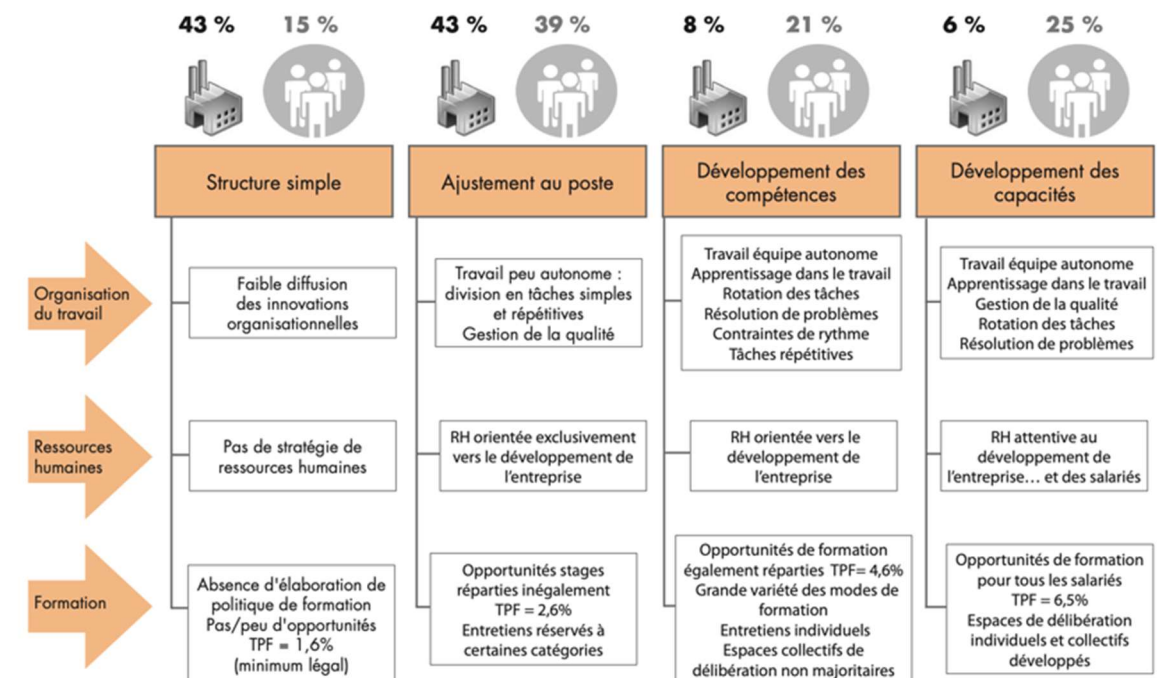 43 % 15 % 43 % 39 % 8 % 21 % 6 % 25 %
Structure simple
Ajustement au poste
Développement des
compétences
Développement des
capacités
Organisation
du travail
Faible diffusion
des innovations
organisationnelles
Travail peu autonome :
division en tâches simples
et répétitives
Gestion de la qualité
Travail équipe autonome
Apprentissage dans le travail
Rotation des tâches
Résolution de problèmes
Contraintes de rythme
Tâches répétitives
Travail équipe autonome
Apprentissage dans le travail
Gestion de la qualité
Rotation des tâches
Résolution de problèmes
Ressources
humaines
Pas de stratégie de
ressources humaines
RH orientée exclusivement
vers le développement de
l'entreprise
RH orientée vers le
développement de
l'entreprise
RH attentive au
développement de
l'entreprise... et des salariés
Formation
Absence d'élaboration de
politique de formation
Pas/peu d'opportunités
TPF = 1,6%
(minimum légal)
Opportunités stages
réparties inégalement
TPF = 2,6%
Entretiens réservés à
certaines catégories
Opportunités de formation
également réparties TPF= 4,6%
Grande variété des modes de
formation
Entretiens individuels
Espaces collectifs de
délibération non majoritaires
Opportunités de formation
pour tous les salariés
TPF = 6,5%
Espaces de délibération
individuels et collectifs
développés